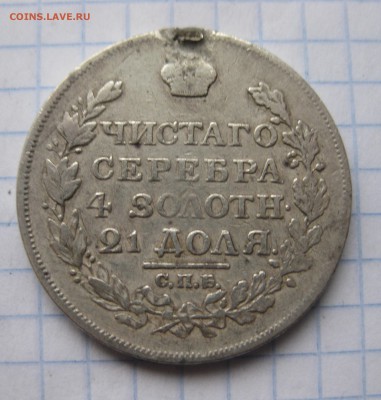 COINS.LAVE.RU
ЧИСТАГО
СЕРЕБРА
4 ЗОЛОТН.
21 ДОЛЯ.
С.П.Б.